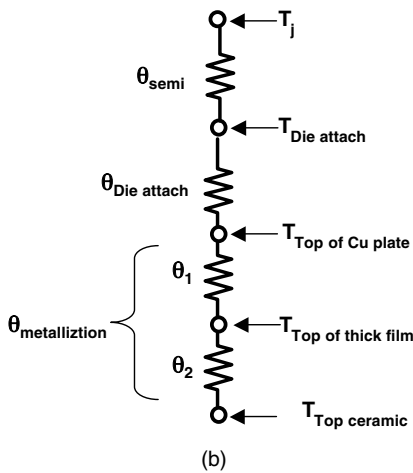 T_j
θ_semi
T_Die attach
θ_Die attach
T_Top of Cu plate
θ_1
θ_metalliztion
T_Top of thick film
θ_2
T_Top ceramic
(b)